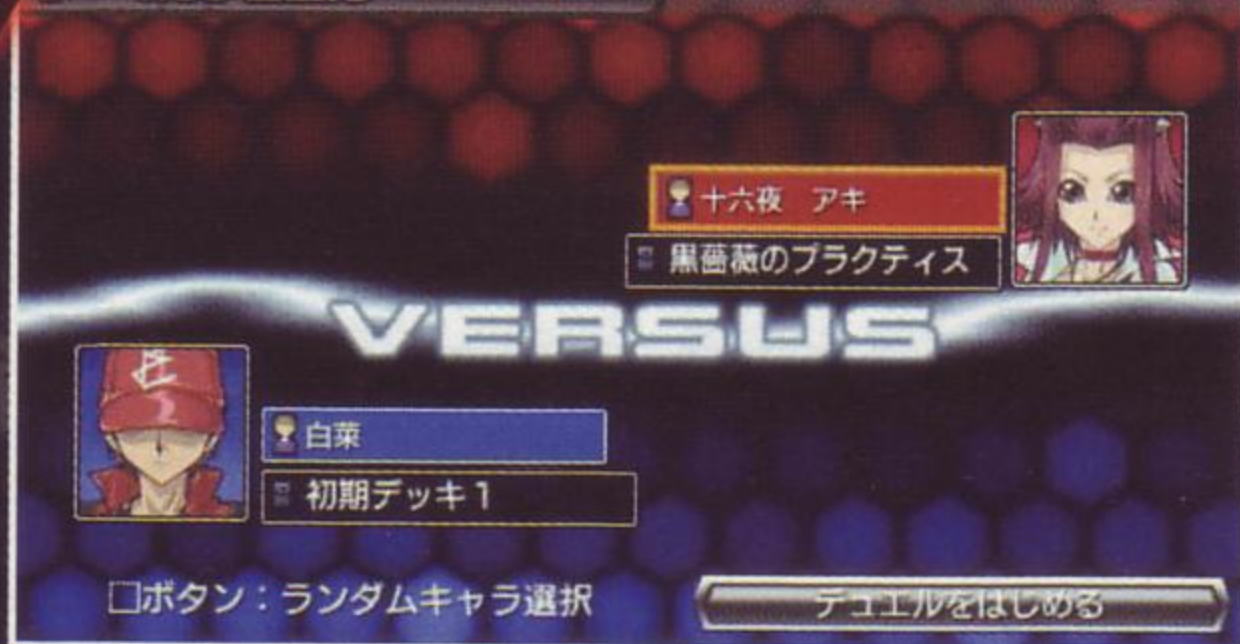 十六夜 アキ
黒薔薇のプラクティス
VERSUS
白菜
初期デッキ1
□ボタン：ランダムキャラ選択
デュエルをはじめる